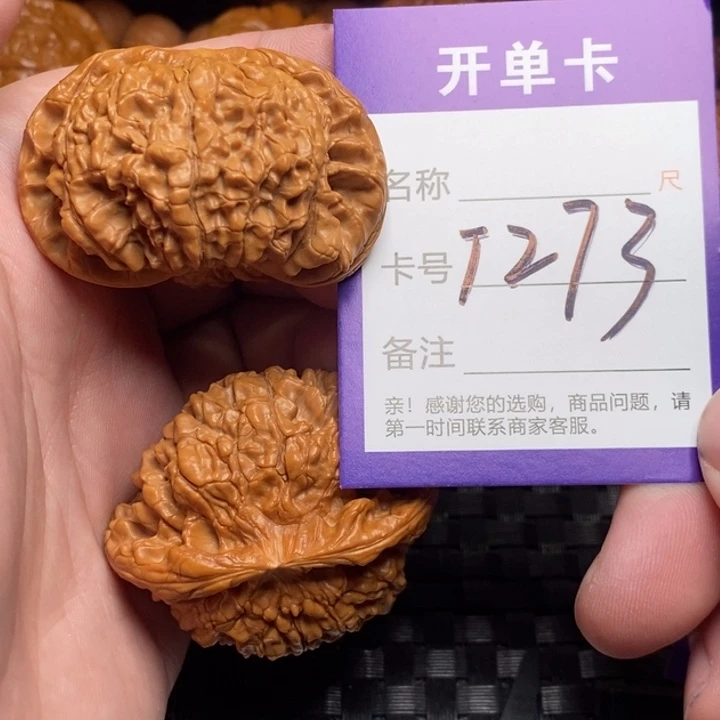 开单卡
名称 尺
卡号 T273
备注
亲！感谢您的选购，商品问题，请
第一时间联系商家客服。